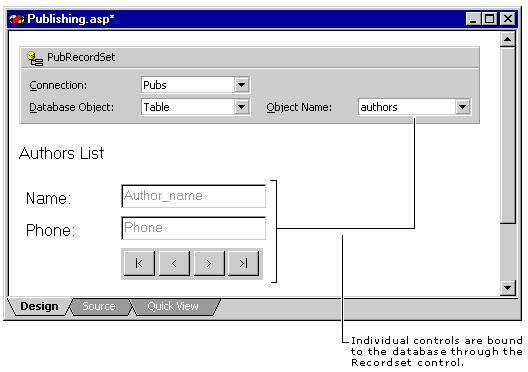 Publishing.asp*
PubRecordSet
Connection: Pubs
Database Object: Table Object Name: authors
Authors List
Name: Author_name
Phone: Phone
|< < > >|
Design Source Quick View
Individual controls are bound
to the database through the
Recordset control.